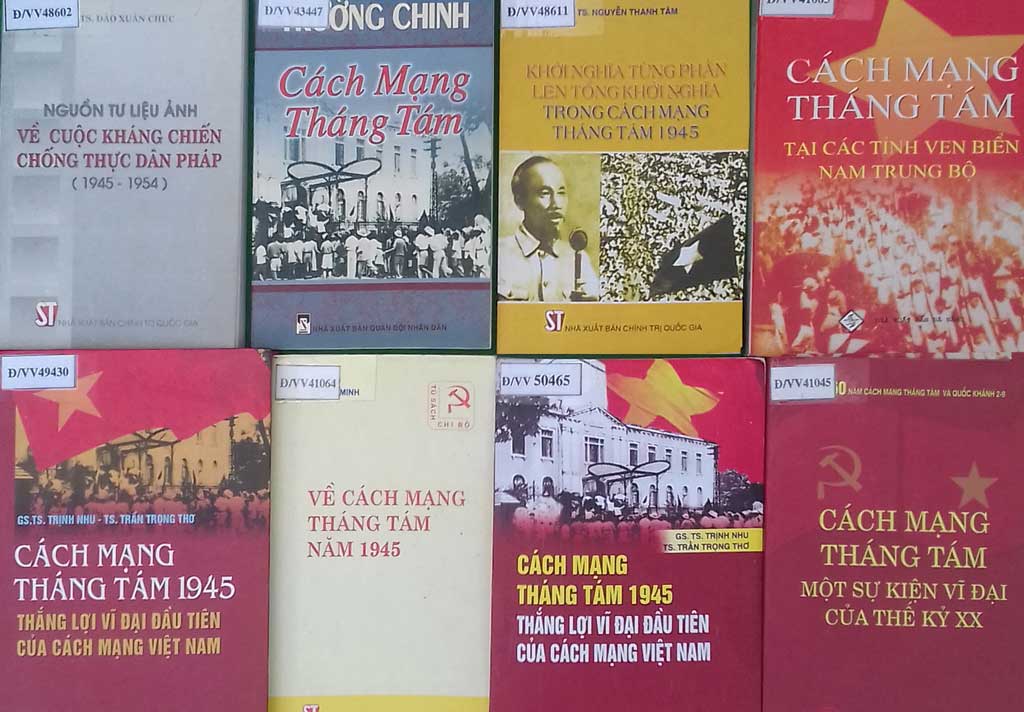 Đ/VV48602
TS. ĐÀO XUÂN CHÚC
NGUỒN TƯ LIỆU ẢNH
VỀ CUỘC KHÁNG CHIẾN
CHỐNG THỰC DÂN PHÁP
( 1945 - 1954 )
ST NHÀ XUẤT BẢN CHÍNH TRỊ QUỐC GIA
Đ/VV43447
TRƯỜNG CHINH
Cách Mạng
Tháng Tám
NHÀ XUẤT BẢN QUÂN ĐỘI NHÂN DÂN
Đ/VV48611
TS. NGUYỄN THANH TÂM
KHỞI NGHĨA TỪNG PHẦN
LÊN TỔNG KHỞI NGHĨA
TRONG CÁCH MẠNG
THÁNG TÁM 1945
ST NHÀ XUẤT BẢN CHÍNH TRỊ QUỐC GIA
CÁCH MẠNG
THÁNG TÁM
TẠI CÁC TỈNH VEN BIỂN
NAM TRUNG BỘ
Đ/VV49430
GS.TS. TRỊNH NHU - TS. TRẦN TRỌNG THƠ
CÁCH MẠNG
THÁNG TÁM 1945
THẮNG LỢI VĨ ĐẠI ĐẦU TIÊN
CỦA CÁCH MẠNG VIỆT NAM
Đ/VV41064
MINH
TỦ SÁCH
CHI BỘ
VỀ CÁCH MẠNG
THÁNG TÁM
NĂM 1945
ST
Đ/VV 50465
GS. TS. TRỊNH NHU
TS. TRẦN TRỌNG THƠ
CÁCH MẠNG
THÁNG TÁM 1945
THẮNG LỢI VĨ ĐẠI ĐẦU TIÊN
CỦA CÁCH MẠNG VIỆT NAM
Đ/VV41045
60 NĂM CÁCH MẠNG THÁNG TÁM VÀ QUỐC KHÁNH 2-9
CÁCH MẠNG
THÁNG TÁM
MỘT SỰ KIỆN VĨ ĐẠI
CỦA THẾ KỶ XX